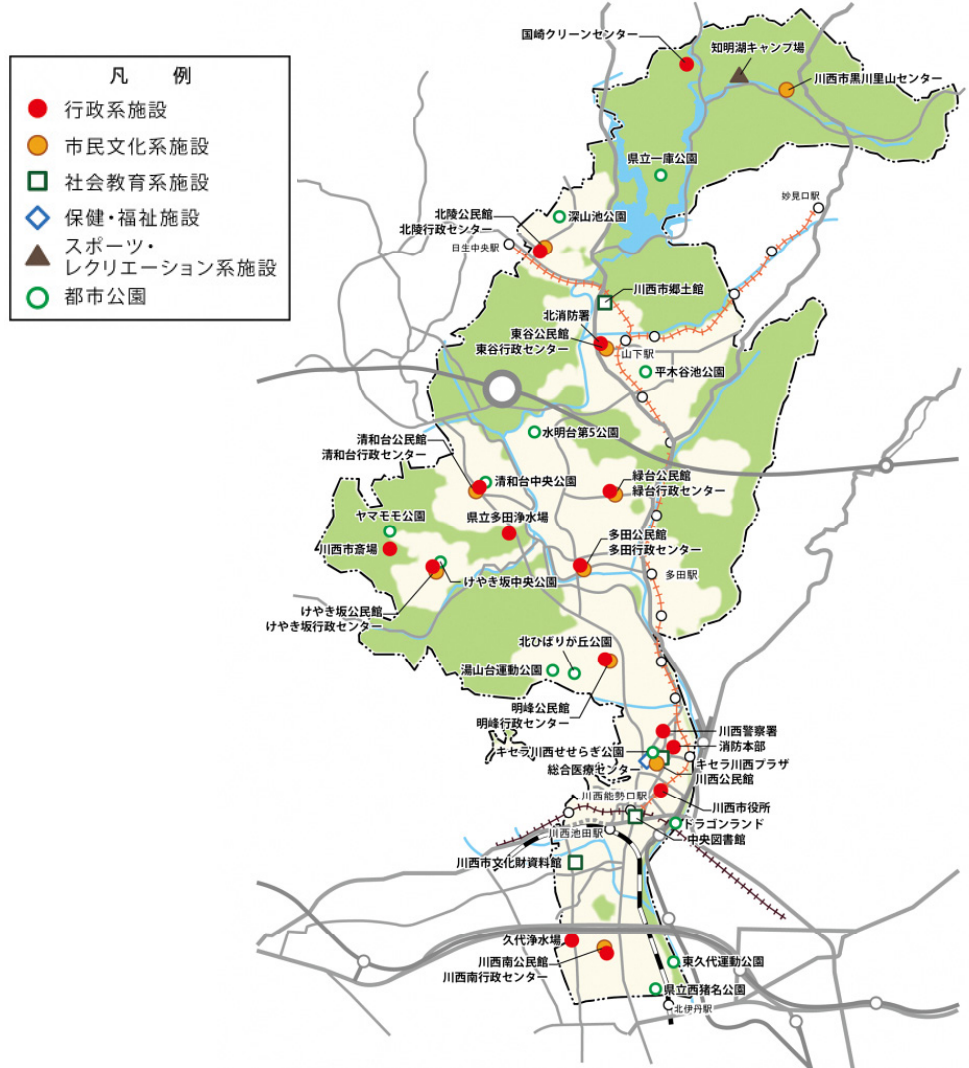 凡　例
行政系施設
市民文化系施設
社会教育系施設
保健・福祉施設
スポーツ・
レクリエーション系施設
都市公園
国崎クリーンセンター
知明湖キャンプ場
川西市黒川里山センター
県立一庫公園
妙見口駅
北陵公民館
北陵行政センター
深山池公園
日生中央駅
川西市郷土館
北消防署
東谷公民館
東谷行政センター
山下駅
平木谷池公園
水明台第5公園
清和台公民館
清和台行政センター
清和台中央公園
緑台公民館
緑台行政センター
ヤマモモ公園
県立多田浄水場
川西市斎場
多田公民館
多田行政センター
多田駅
けやき坂中央公園
けやき坂公民館
けやき坂行政センター
北ひばりが丘公園
湯山台運動公園
明峰公民館
明峰行政センター
川西警察署
キセラ川西せせらぎ公園
消防本部
総合医療センター
キセラ川西プラザ
川西公民館
川西能勢口駅
川西市役所
ドラゴンランド
川西池田駅
中央図書館
川西市文化財資料館
久代浄水場
川西南公民館
川西南行政センター
東久代運動公園
県立西猪名公園
北伊丹駅